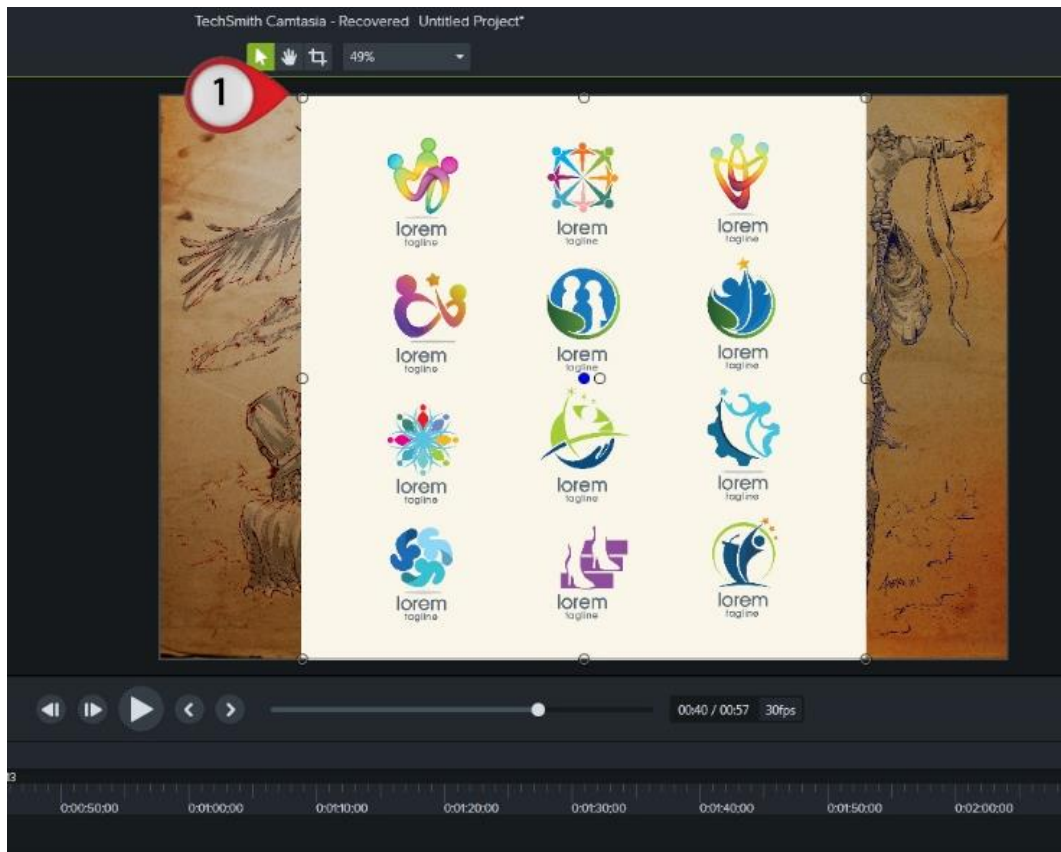 TechSmith Camtasia - Recovered Untitled Project*
49%
1
lorem
tagline
lorem
tagline
lorem
tagline
lorem
tagline
lorem
tagline
lorem
tagline
lorem
tagline
lorem
tagline
lorem
tagline
lorem
tagline
lorem
tagline
lorem
tagline
00:40 / 00:57 30fps
0:00:50;00 0:01:00;00 0:01:10;00 0:01:20;00 0:01:30;00 0:01:40;00 0:01:50;00 0:02:00;00